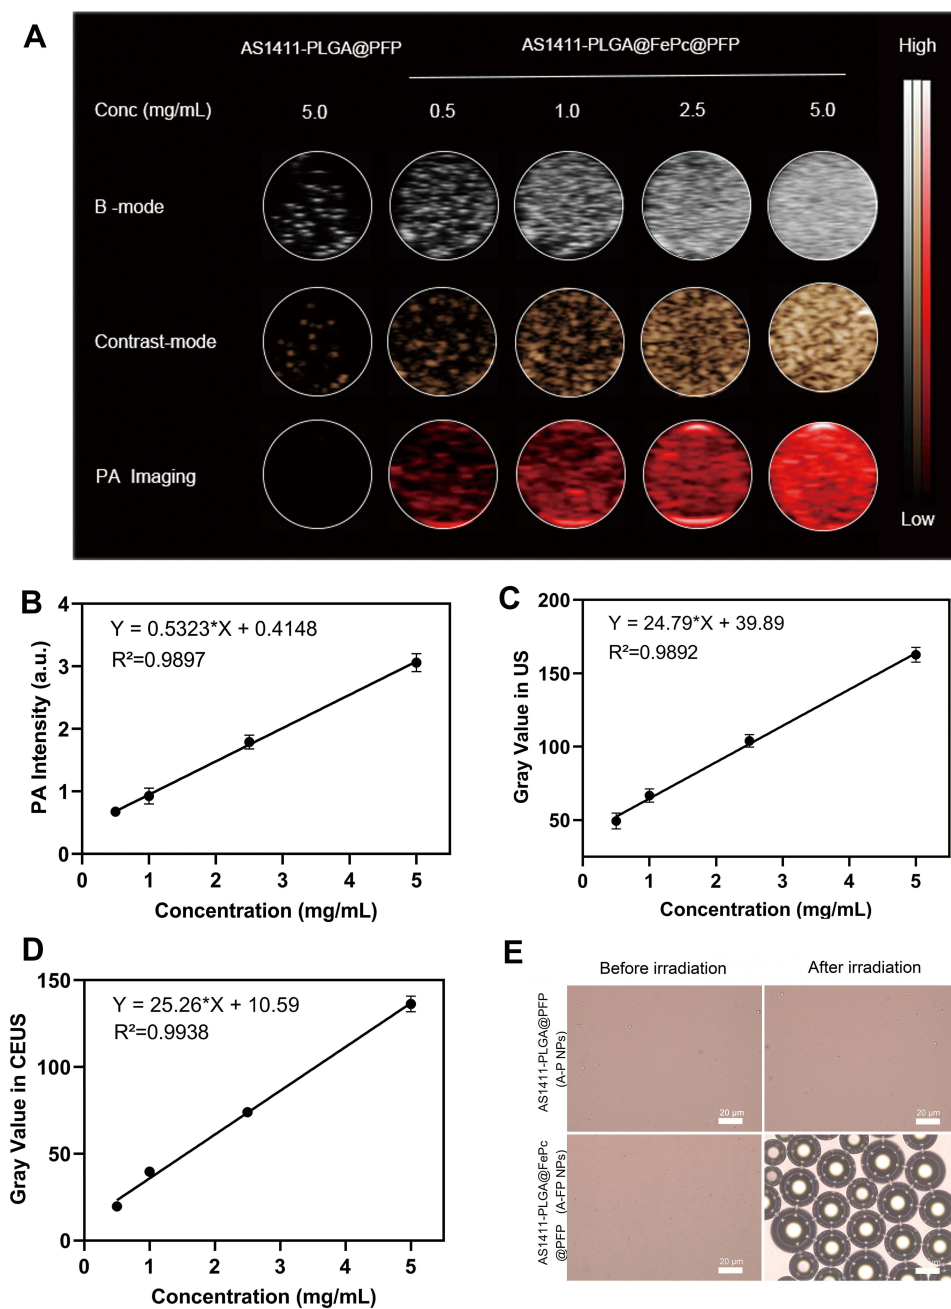 A
AS1411-PLGA@PFP
AS1411-PLGA@FePc@PFP
High
Conc (mg/mL)
5.0
0.5
1.0
2.5
5.0
B -mode
Contrast-mode
PA Imaging
Low
B
4
3
2
1
0
PA Intensity (a.u.)
Y = 0.5323*X + 0.4148
R²=0.9897
0 1 2 3 4 5
Concentration (mg/mL)
C
200
150
100
50
Gray Value in US
Y = 24.79*X + 39.89
R²=0.9892
0 1 2 3 4 5
Concentration (mg/mL)
D
150
100
50
0
Gray Value in CEUS
Y = 25.26*X + 10.59
R²=0.9938
0 1 2 3 4 5
Concentration (mg/mL)
E
Before irradiation
After irradiation
AS1411-PLGA@PFP
(A-P NPs)
20 μm
20 μm
AS1411-PLGA@FePc
@PFP (A-FP NPs)
20 μm